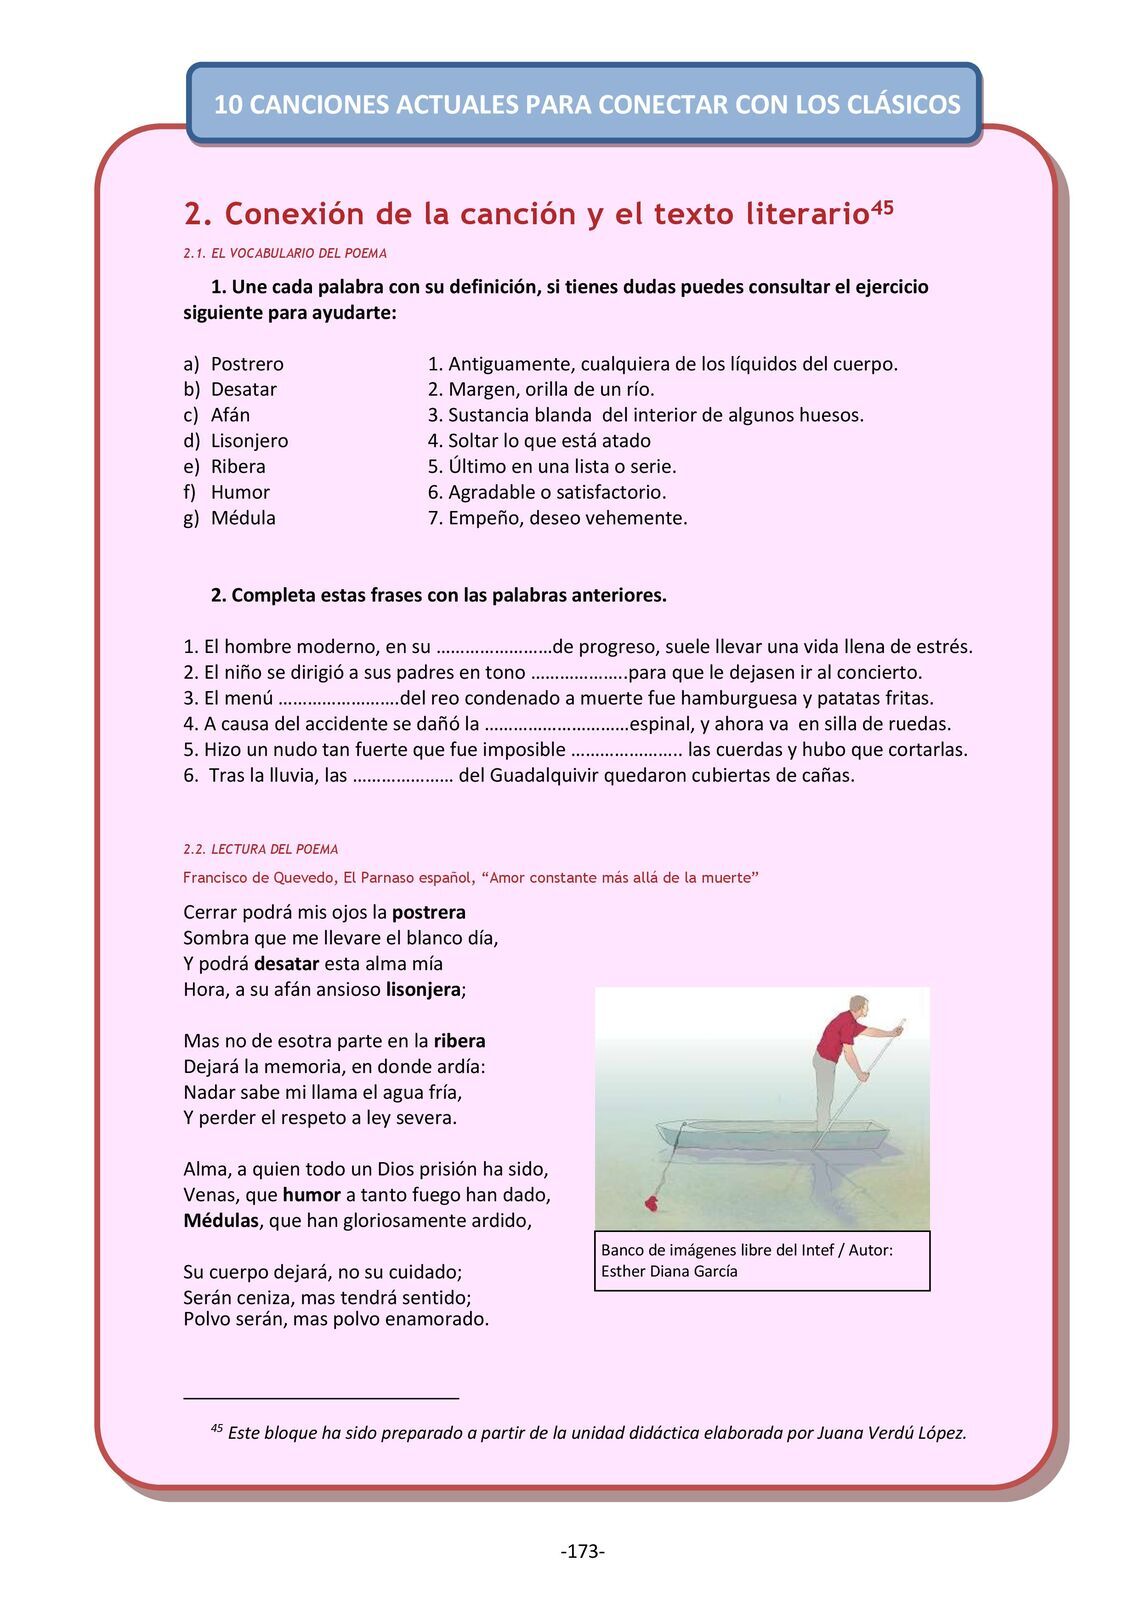 10 CANCIONES ACTUALES PARA CONECTAR CON LOS CLÁSICOS
2. Conexión de la canción y el texto literario45
2.1. EL VOCABULARIO DEL POEMA
1. Une cada palabra con su definición, si tienes dudas puedes consultar el ejercicio
siguiente para ayudarte:
a) Postrero 1. Antiguamente, cualquiera de los líquidos del cuerpo.
b) Desatar 2. Margen, orilla de un río.
c) Afán 3. Sustancia blanda del interior de algunos huesos.
d) Lisonjero 4. Soltar lo que está atado
e) Ribera 5. Último en una lista o serie.
f) Humor 6. Agradable o satisfactorio.
g) Médula 7. Empeño, deseo vehemente.
2. Completa estas frases con las palabras anteriores.
1. El hombre moderno, en su ……………………de progreso, suele llevar una vida llena de estrés.
2. El niño se dirigió a sus padres en tono ………………..para que le dejasen ir al concierto.
3. El menú …………………….del reo condenado a muerte fue hamburguesa y patatas fritas.
4. A causa del accidente se dañó la …………………………espinal, y ahora va en silla de ruedas.
5. Hizo un nudo tan fuerte que fue imposible ………………….. las cuerdas y hubo que cortarlas.
6. Tras la lluvia, las ………………… del Guadalquivir quedaron cubiertas de cañas.
2.2. LECTURA DEL POEMA
Francisco de Quevedo, El Parnaso español, “Amor constante más allá de la muerte”
Cerrar podrá mis ojos la postrera
Sombra que me llevare el blanco día,
Y podrá desatar esta alma mía
Hora, a su afán ansioso lisonjera;
Mas no de esotra parte en la ribera
Dejará la memoria, en donde ardía:
Nadar sabe mi llama el agua fría,
Y perder el respeto a ley severa.
Alma, a quien todo un Dios prisión ha sido,
Venas, que humor a tanto fuego han dado,
Médulas, que han gloriosamente ardido,
Su cuerpo dejará, no su cuidado;
Serán ceniza, mas tendrá sentido;
Polvo serán, mas polvo enamorado.
Banco de imágenes libre del Intef / Autor:
Esther Diana García
45 Este bloque ha sido preparado a partir de la unidad didáctica elaborada por Juana Verdú López.
-173-